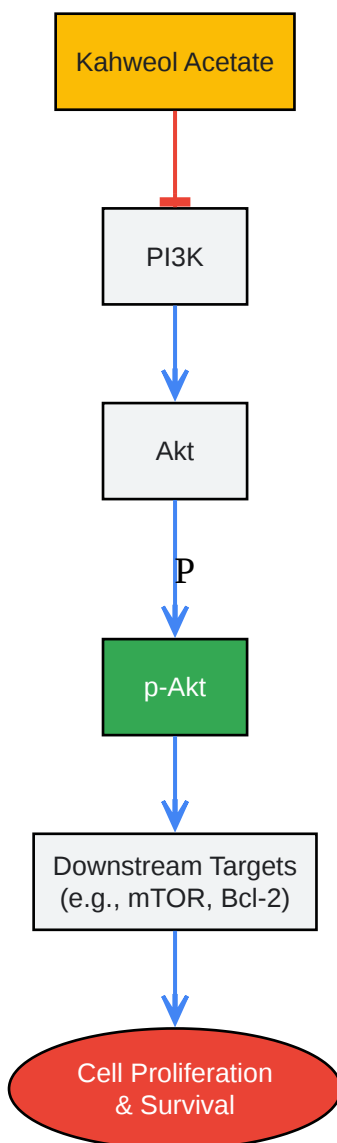 Kahweol Acetate
PI3K
Akt
P
p-Akt
Downstream Targets
(e.g., mTOR, Bcl-2)
Cell Proliferation
& Survival